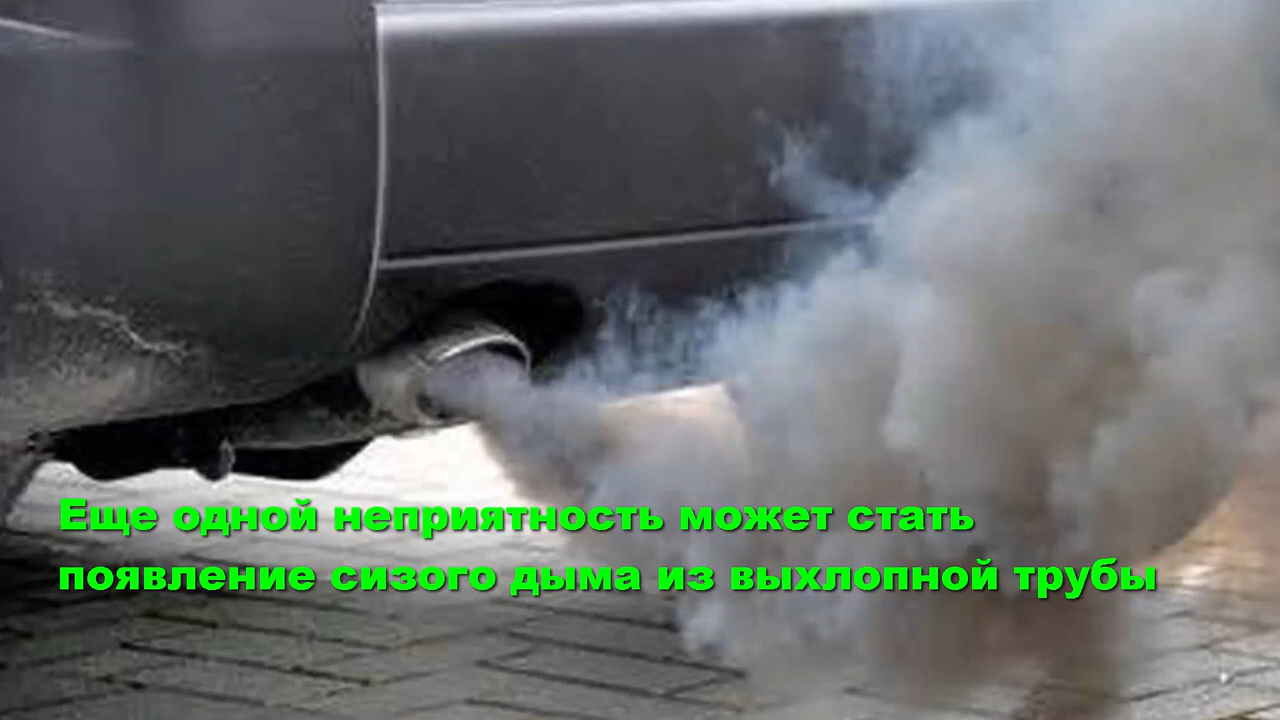 Еще одной неприятность может стать
появление сизого дыма из выхлопной трубы